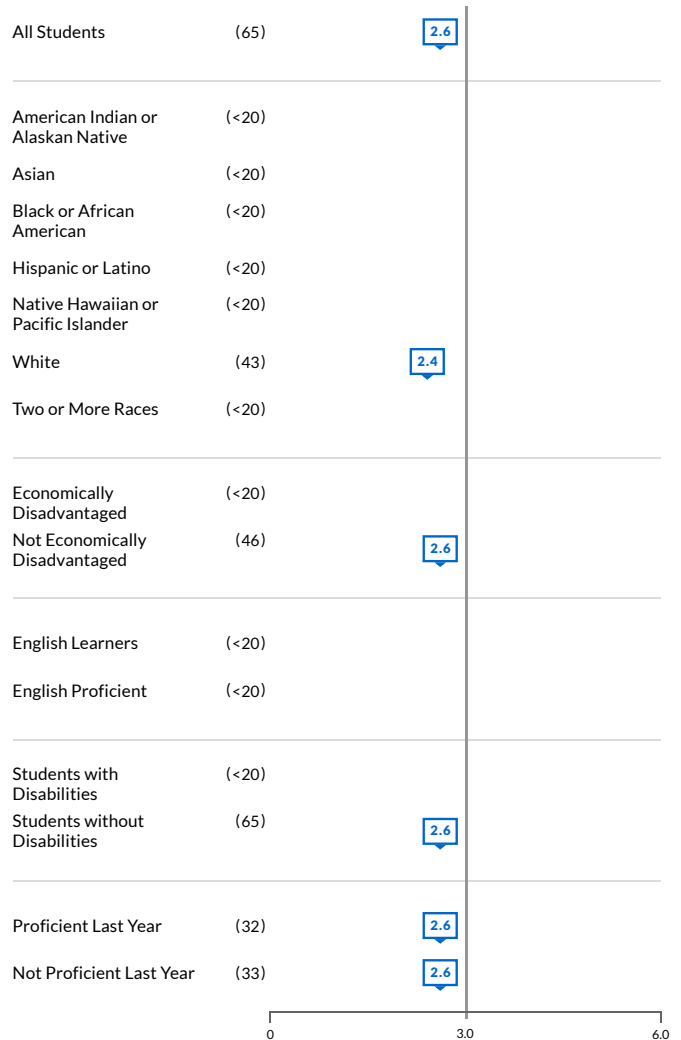 All Students (65) 2.6
American Indian or (<20)
Alaskan Native
Asian (<20)
Black or African (<20)
American
Hispanic or Latino (<20)
Native Hawaiian or (<20)
Pacific Islander
White (43) 2.4
Two or More Races (<20)
Economically (<20)
Disadvantaged
Not Economically (46) 2.6
Disadvantaged
English Learners (<20)
English Proficient (<20)
Students with (<20)
Disabilities
Students without (65) 2.6
Disabilities
Proficient Last Year (32) 2.6
Not Proficient Last Year (33) 2.6
0 3.0 6.0